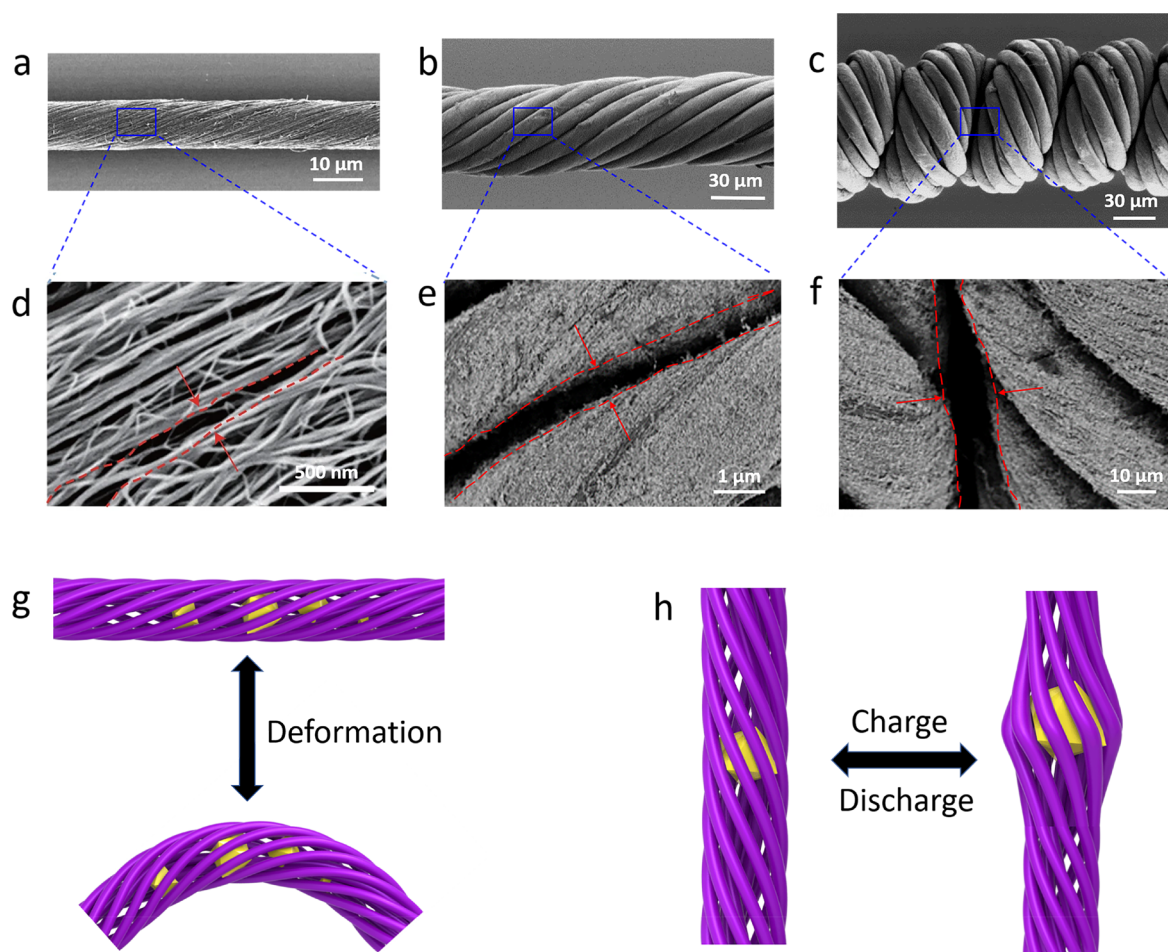 a
b
c
10 µm
30 µm
30 µm
d
e
f
500 nm
1 µm
10 µm
g
h
Deformation
Charge
Discharge